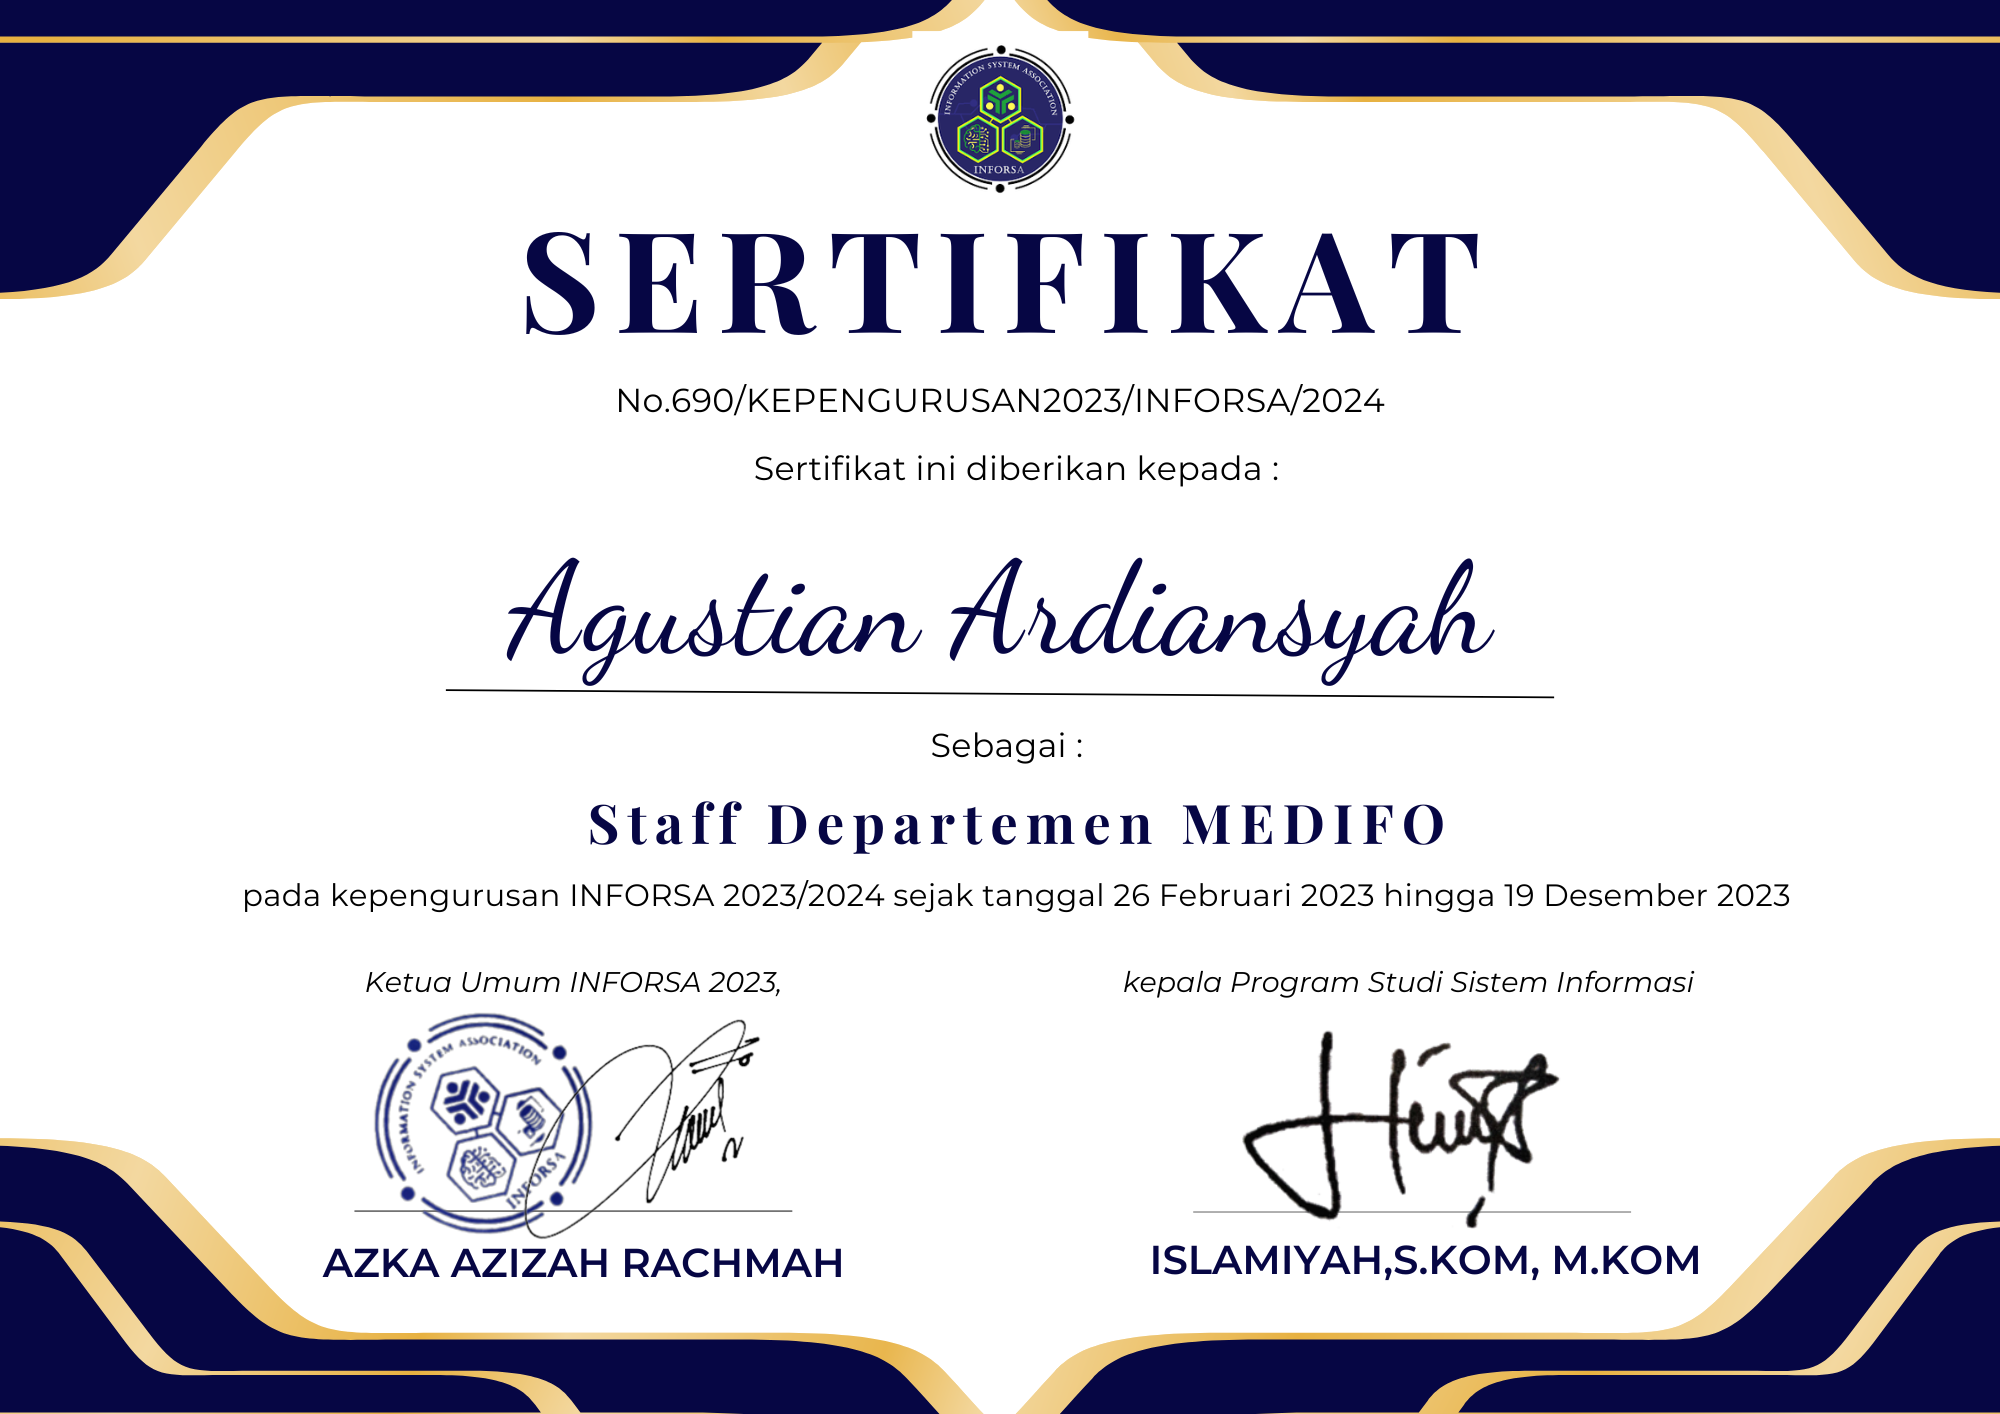 INFORMATION SYSTEM ASSOCIATION
INFORSA
SERTIFIKAT
No.690/KEPENGURUSAN2023/INFORSA/2024
Sertifikat ini diberikan kepada :
Agustian Ardiansyah
Sebagai :
Staff Departemen MEDIFO
pada kepengurusan INFORSA 2023/2024 sejak tanggal 26 Februari 2023 hingga 19 Desember 2023
Ketua Umum INFORSA 2023,
kepala Program Studi Sistem Informasi
INFORMATION SYSTEM ASSOCIATION
INFORSA
AZKA AZIZAH RACHMAH
ISLAMIYAH,S.KOM, M.KOM